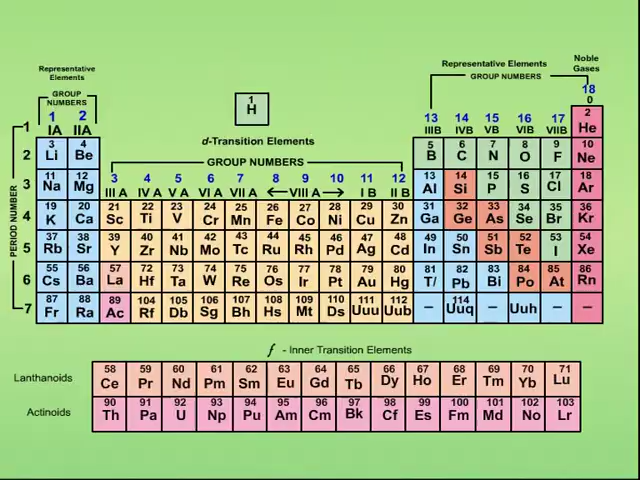 Representative Elements
Noble Gases
Representative Elements
GROUP NUMBERS
GROUP NUMBERS
18
1 2
0
1
H
13 14 15 16 17
IA IIA
IIIB IVB VB VIB VIIB
PERIOD NUMBER
1
2
He
d-Transition Elements
2
3 4 5 6 7 8 9 10
Li Be B C N O F Ne
GROUP NUMBERS
3 4 5 6 7 8 9 10 11 12
III A IV A V A VI A VII A VIII A I B II B
3
11 12 13 14 15 16 17 18
Na Mg Al Si P S Cl Ar
4
19 20 21 22 23 24 25 26 27 28 29 30 31 32 33 34 35 36
K Ca Sc Ti V Cr Mn Fe Co Ni Cu Zn Ga Ge As Se Br Kr
5
37 38 39 40 41 42 43 44 45 46 47 48 49 50 51 52 53 54
Rb Sr Y Zr Nb Mo Tc Ru Rh Pd Ag Cd In Sn Sb Te I Xe
6
55 56 57 72 73 74 75 76 77 78 79 80 81 82 83 84 85 86
Cs Ba La Hf Ta W Re Os Ir Pt Au Hg T/ Pb Bi Po At Rn
7
87 88 89 104 105 106 107 108 109 110 111 112 114
Fr Ra Ac Rf Db Sg Bh Hs Mt Ds Uuu Uub – Uuq – Uuh – –
f - Inner Transition Elements
Lanthanoids
58 59 60 61 62 63 64 65 66 67 68 69 70 71
Ce Pr Nd Pm Sm Eu Gd Tb Dy Ho Er Tm Yb Lu
Actinoids
90 91 92 93 94 95 96 97 98 99 100 101 102 103
Th Pa U Np Pu Am Cm Bk Cf Es Fm Md No Lr